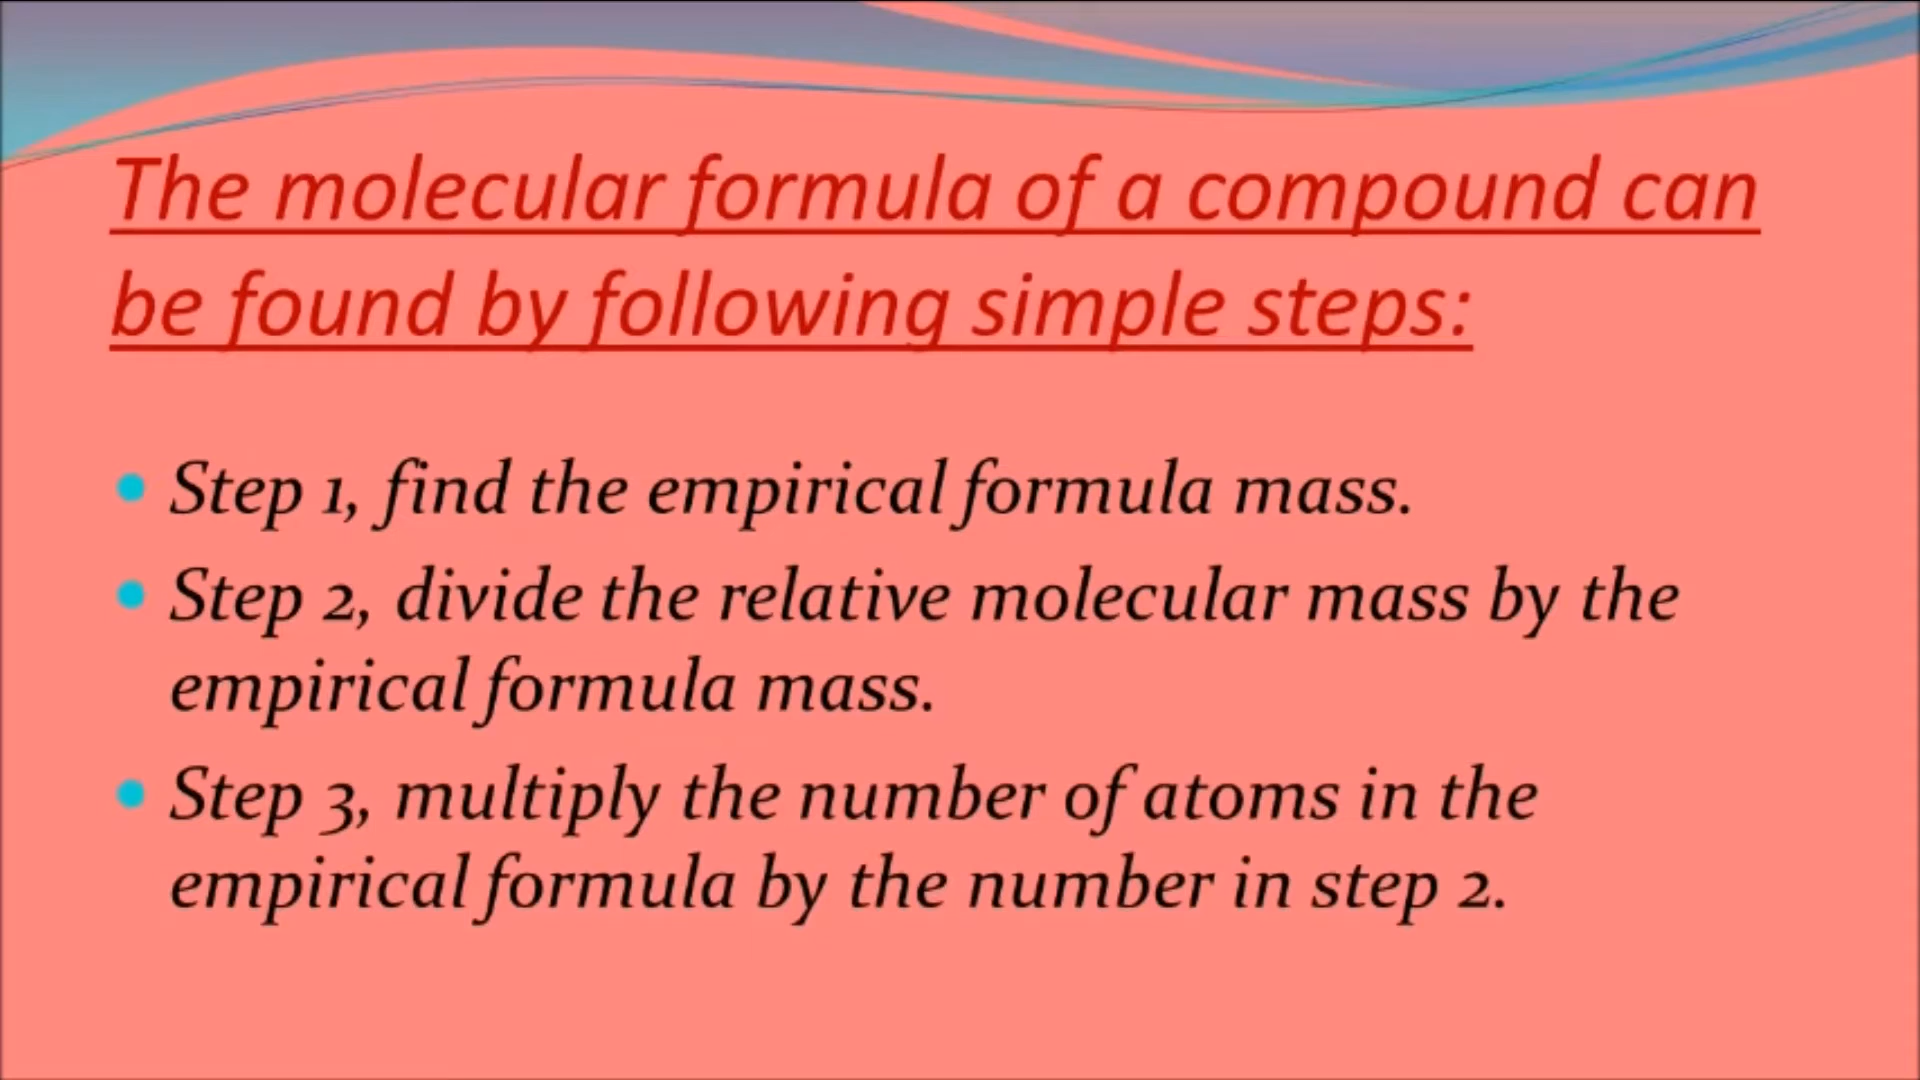 The molecular formula of a compound can
be found by following simple steps:
• Step 1, find the empirical formula mass.
• Step 2, divide the relative molecular mass by the
empirical formula mass.
• Step 3, multiply the number of atoms in the
empirical formula by the number in step 2.